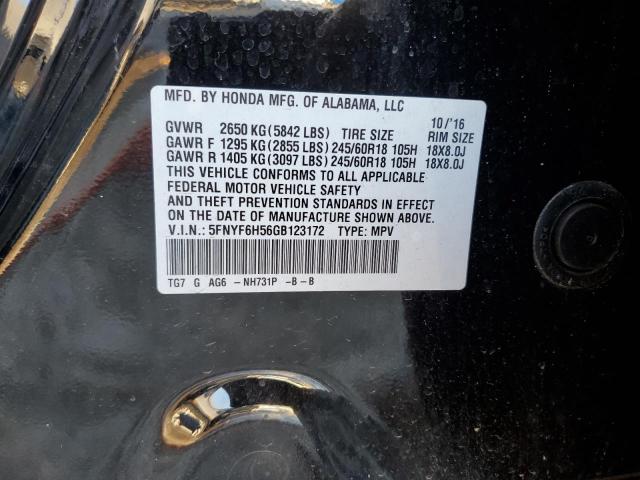 MFD. BY HONDA MFG. OF ALABAMA, LLC 10/'16
GVWR 2650 KG (5842 LBS) TIRE SIZE RIM SIZE
GAWR F 1295 KG (2855 LBS) 245/60R18 105H 18X8.0J
GAWR R 1405 KG (3097 LBS) 245/60R18 105H 18X8.0J
THIS VEHICLE CONFORMS TO ALL APPLICABLE
FEDERAL MOTOR VEHICLE SAFETY
AND THEFT PREVENTION STANDARDS IN EFFECT
ON THE DATE OF MANUFACTURE SHOWN ABOVE.
V.I.N.: 5FNYF6H56GB123172 TYPE: MPV
TG7 G AG6 - NH731P -B - B